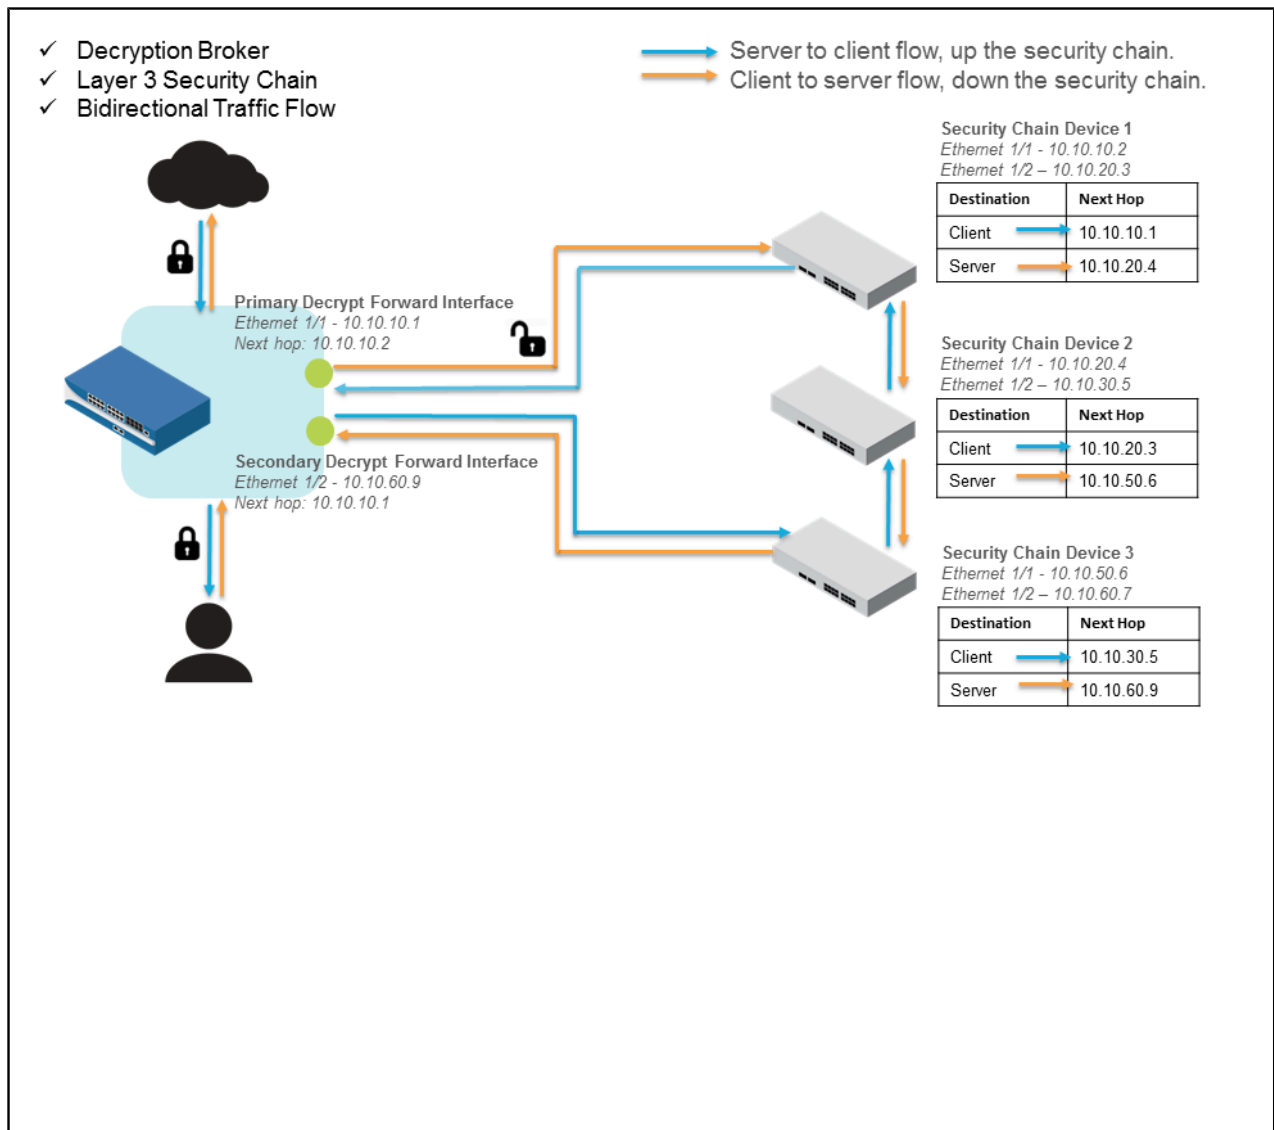 ✓ Decryption Broker
✓ Layer 3 Security Chain
✓ Bidirectional Traffic Flow
Server to client flow, up the security chain.
Client to server flow, down the security chain.
Security Chain Device 1
Ethernet 1/1 - 10.10.10.2
Ethernet 1/2 – 10.10.20.3
Destination Next Hop
Client 10.10.10.1
Server 10.10.20.4
Primary Decrypt Forward Interface
Ethernet 1/1 - 10.10.10.1
Next hop: 10.10.10.2
Security Chain Device 2
Ethernet 1/1 - 10.10.20.4
Ethernet 1/2 – 10.10.30.5
Destination Next Hop
Client 10.10.20.3
Server 10.10.50.6
Secondary Decrypt Forward Interface
Ethernet 1/2 - 10.10.60.9
Next hop: 10.10.10.1
Security Chain Device 3
Ethernet 1/1 - 10.10.50.6
Ethernet 1/2 – 10.10.60.7
Destination Next Hop
Client 10.10.30.5
Server 10.10.60.9